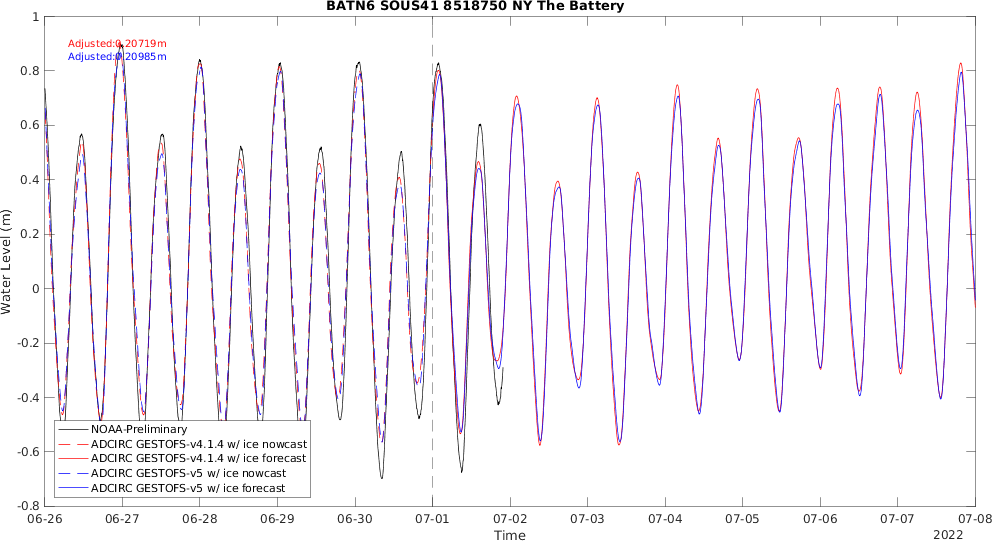 BATN6 SOUS41 8518750 NY The Battery
Adjusted:0.20719m
Adjusted:0.20985m
Water Level (m)
1
0.8
0.6
0.4
0.2
0
-0.2
-0.4
-0.6
-0.8
NOAA-Preliminary
ADCIRC GESTOFS-v4.1.4 w/ ice nowcast
ADCIRC GESTOFS-v4.1.4 w/ ice forecast
ADCIRC GESTOFS-v5 w/ ice nowcast
ADCIRC GESTOFS-v5 w/ ice forecast
06-26 06-27 06-28 06-29 06-30 07-01 07-02 07-03 07-04 07-05 07-06 07-07 07-08
Time
2022